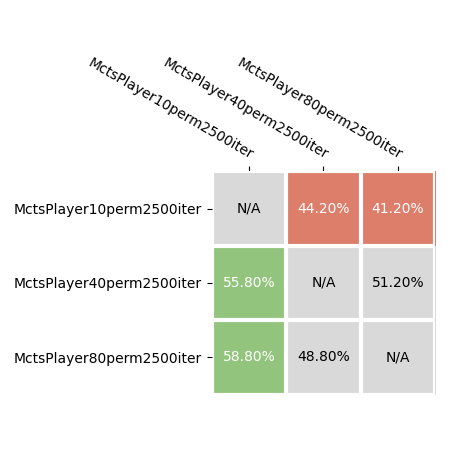 MctsPlayer10perm2500iter
MctsPlayer40perm2500iter
MctsPlayer80perm2500iter
MctsPlayer10perm2500iter N/A 44.20% 41.20%
MctsPlayer40perm2500iter 55.80% N/A 51.20%
MctsPlayer80perm2500iter 58.80% 48.80% N/A